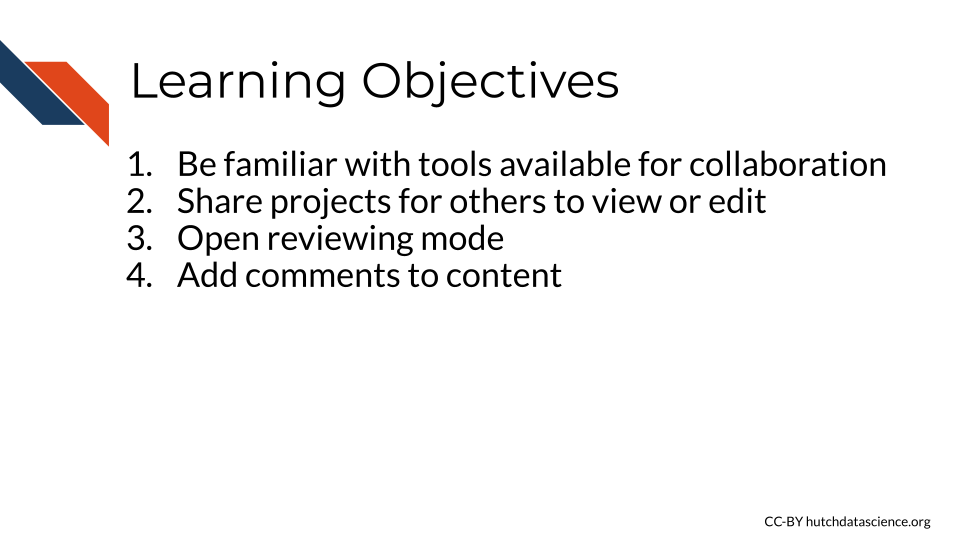 Learning Objectives
1. Be familiar with tools available for collaboration
2. Share projects for others to view or edit
3. Open reviewing mode
4. Add comments to content
CC-BY hutchdatascience.org